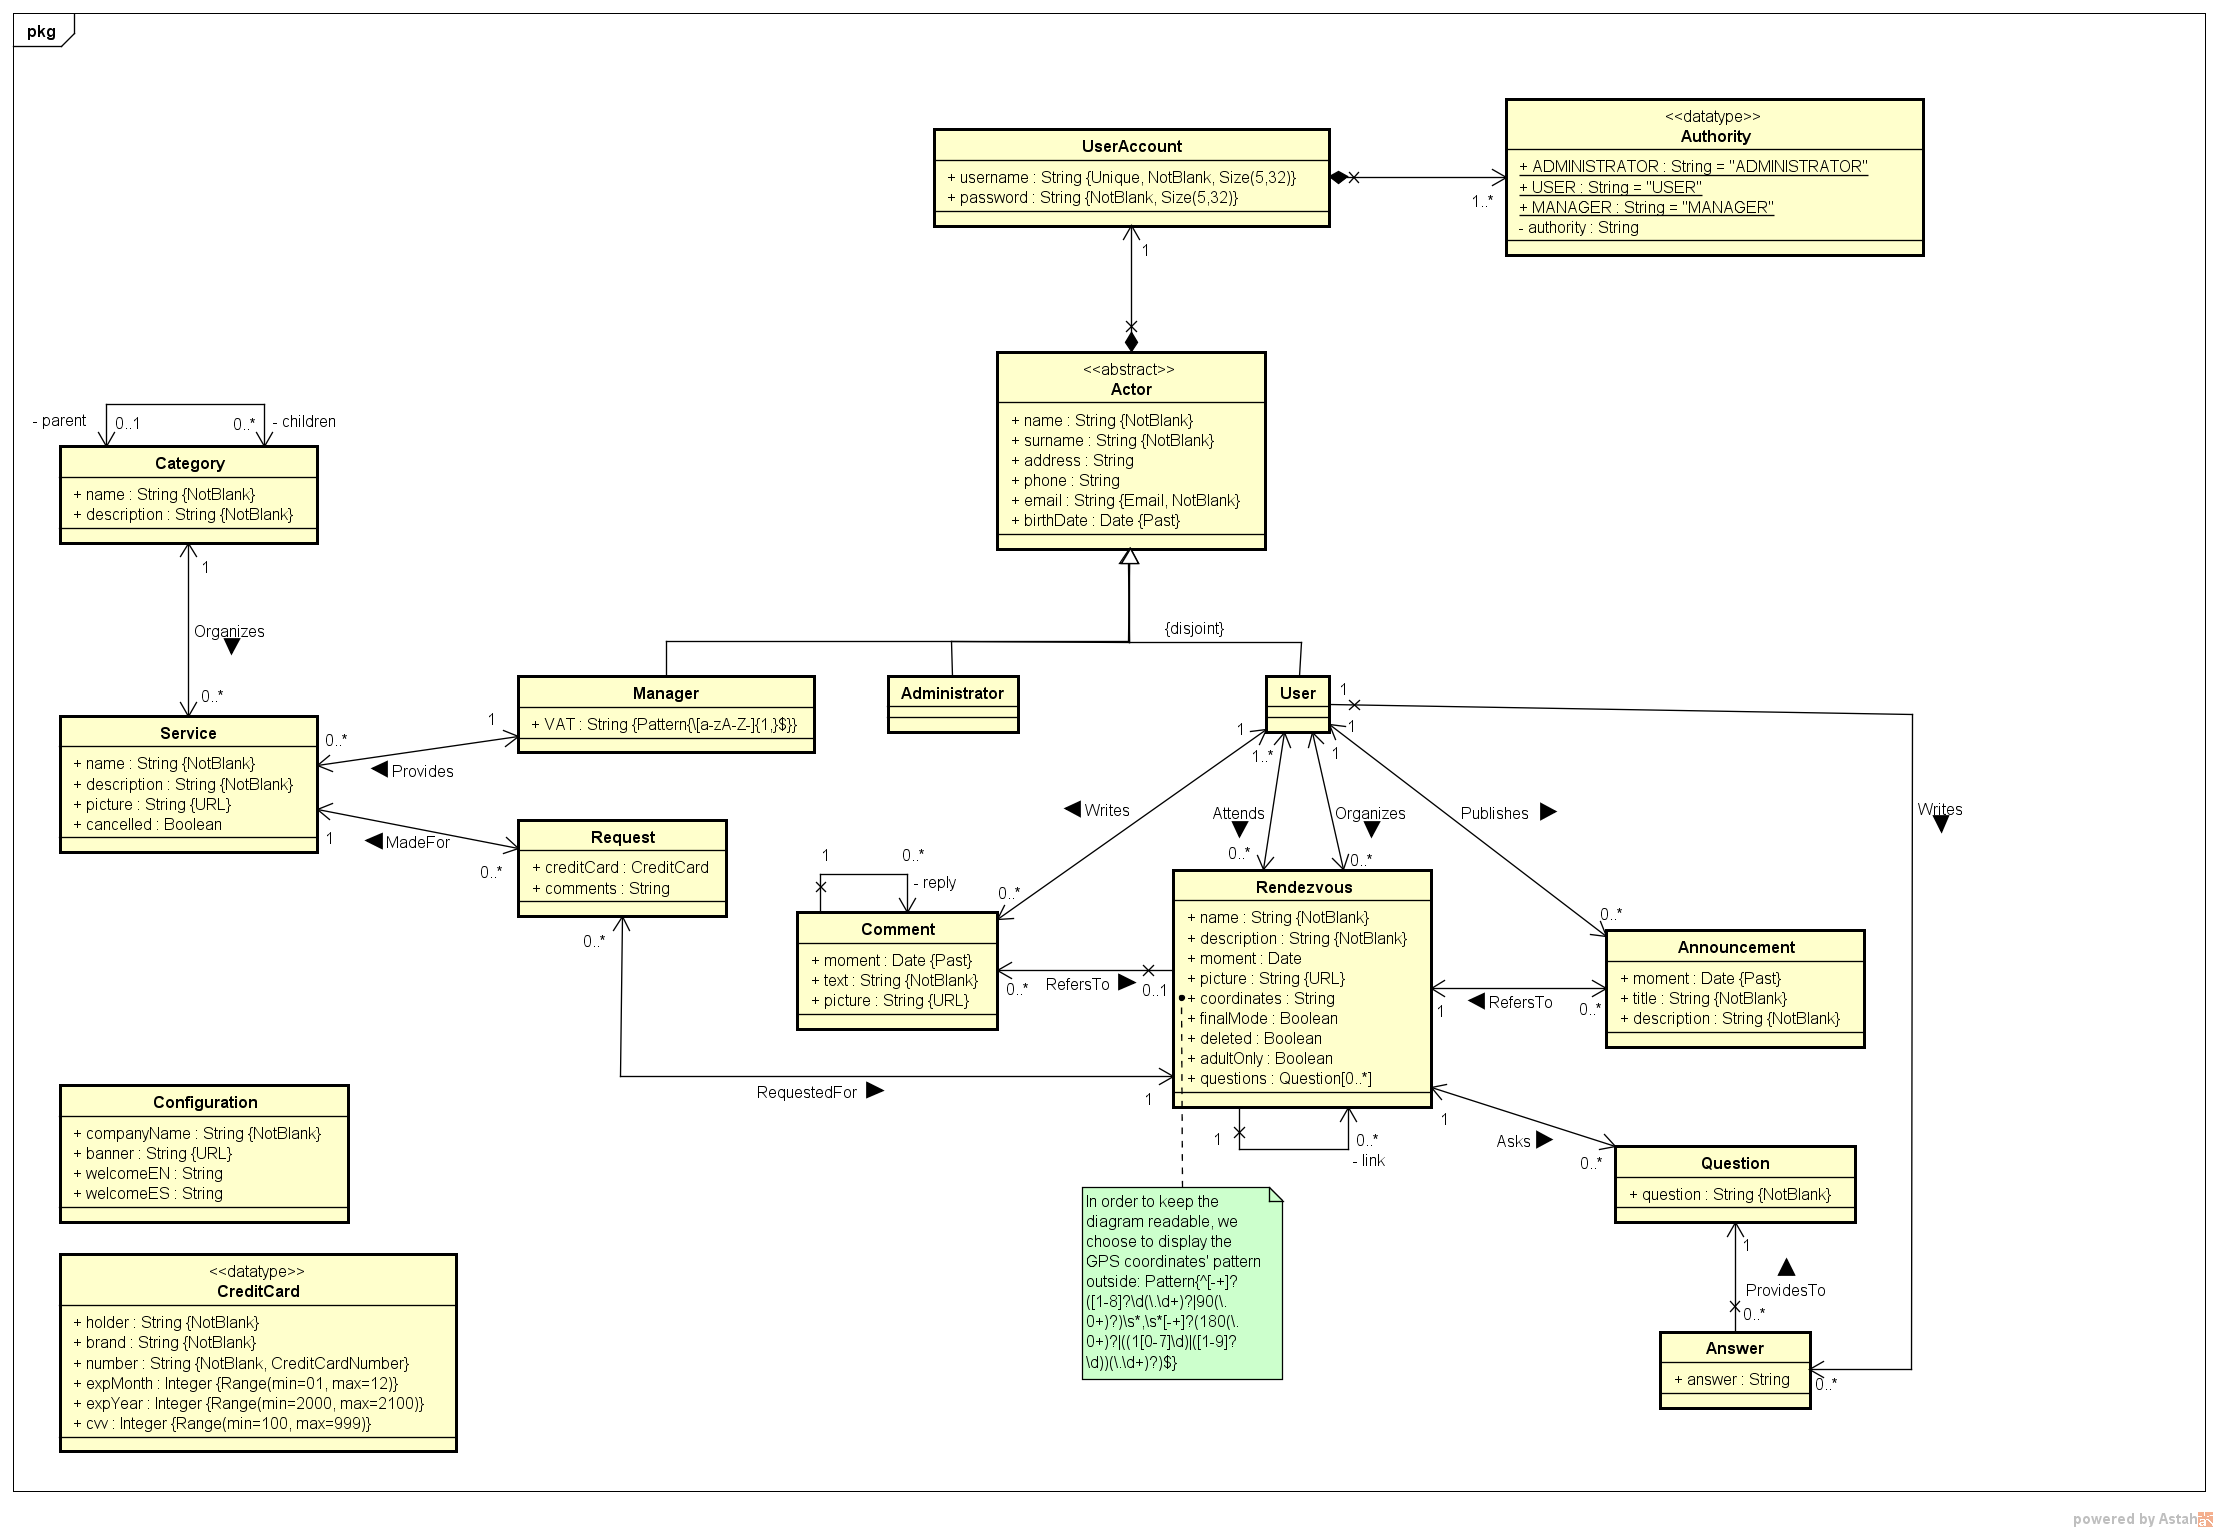 pkg
<<datatype>>
Authority
+ ADMINISTRATOR : String = "ADMINISTRATOR"
+ USER : String = "USER"
+ MANAGER : String = "MANAGER"
- authority : String
UserAccount
+ username : String {Unique, NotBlank, Size(5,32)}
+ password : String {NotBlank, Size(5,32)}
1..*
1
<<abstract>>
Actor
+ name : String {NotBlank}
+ surname : String {NotBlank}
+ address : String
+ phone : String
+ email : String {Email, NotBlank}
+ birthDate : Date {Past}
- parent
0..1
0..*
- children
Category
+ name : String {NotBlank}
+ description : String {NotBlank}
1
Organizes
0..*
{disjoint}
Service
+ name : String {NotBlank}
+ description : String {NotBlank}
+ picture : String {URL}
+ cancelled : Boolean
Manager
+ VAT : String {Pattern{\[a-zA-Z-]{1,}$}}
Administrator
User
1
0..*
Provides
1
MadeFor
0..*
Request
+ creditCard : CreditCard
+ comments : String
0..*
1
1
1
1..*
1
Writes
Attends
Organizes
Publishes
Writes
0..*
0..*
0..*
0..*
1
0..*
- reply
Comment
+ moment : Date {Past}
+ text : String {NotBlank}
+ picture : String {URL}
0..*
RefersTo
0..1
Rendezvous
+ name : String {NotBlank}
+ description : String {NotBlank}
+ moment : Date
+ picture : String {URL}
+ coordinates : String
+ finalMode : Boolean
+ deleted : Boolean
+ adultOnly : Boolean
+ questions : Question[0..*]
Announcement
+ moment : Date {Past}
+ title : String {NotBlank}
+ description : String {NotBlank}
1
RefersTo
0..*
RequestedFor
1
1
0..*
- link
1
Asks
0..*
Question
+ question : String {NotBlank}
1
ProvidesTo
0..*
Answer
+ answer : String
0..*
Configuration
+ companyName : String {NotBlank}
+ banner : String {URL}
+ welcomeEN : String
+ welcomeES : String
<<datatype>>
CreditCard
+ holder : String {NotBlank}
+ brand : String {NotBlank}
+ number : String {NotBlank, CreditCardNumber}
+ expMonth : Integer {Range(min=01, max=12)}
+ expYear : Integer {Range(min=2000, max=2100)}
+ cvv : Integer {Range(min=100, max=999)}
In order to keep the
diagram readable, we
choose to display the
GPS coordinates' pattern
outside: Pattern{^[-+]?
([1-8]?\d(\.\d+)?|90(\.
0+)?)\s*,\s*[-+]?(180(\.
0+)?|((1[0-7]\d)|([1-9]?
\d))(\.\d+)?)$}
powered by Astah